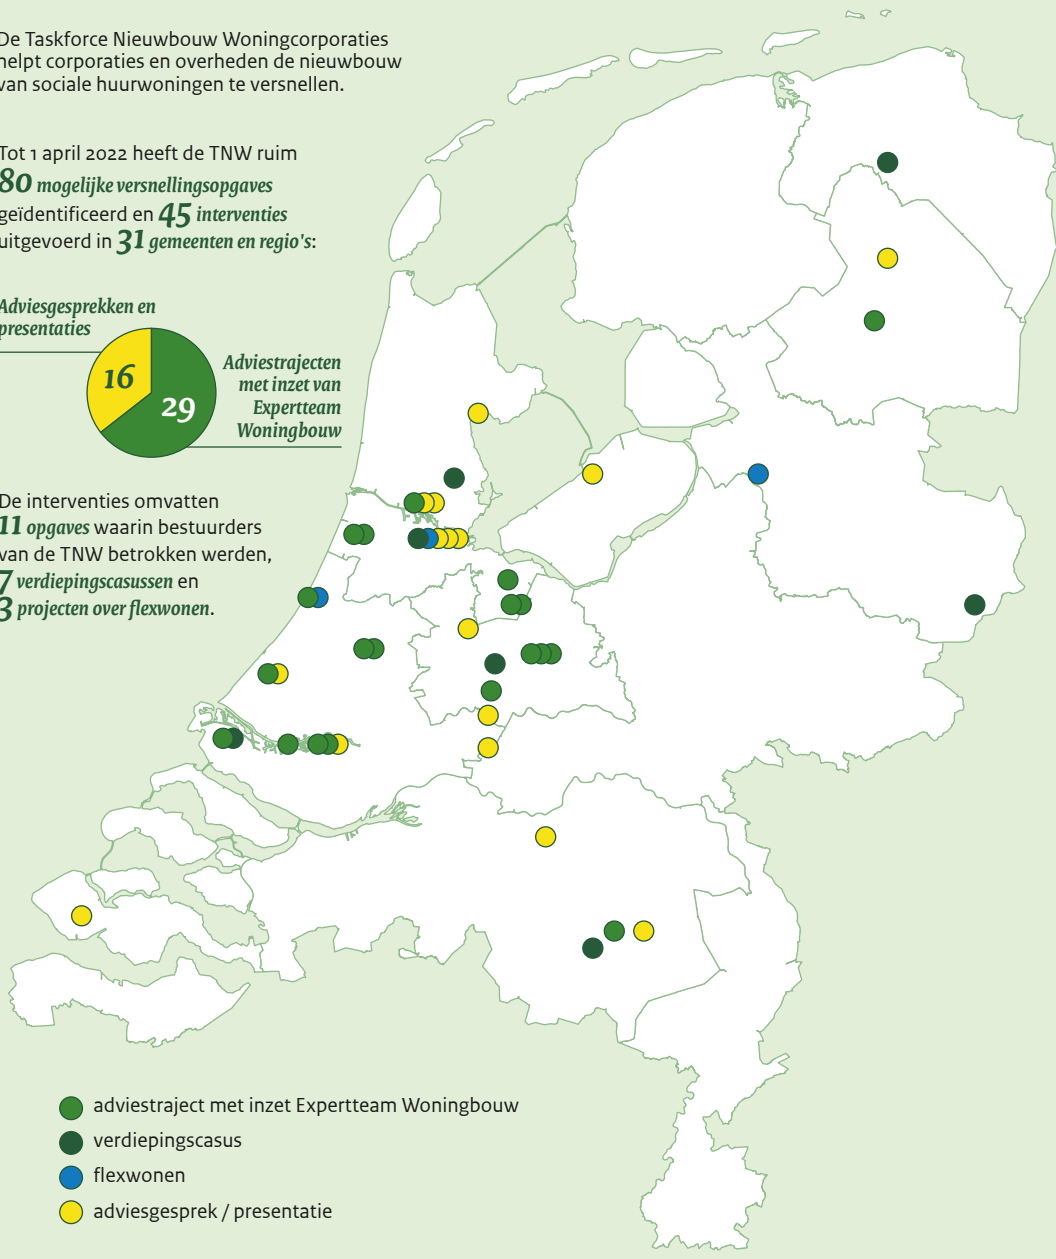 De Taskforce Nieuwbouw Woningcorporaties
helpt corporaties en overheden de nieuwbouw
van sociale huurwoningen te versnellen.
Tot 1 april 2022 heeft de TNW ruim
80 mogelijke versnellingsopgaves
geïdentificeerd en 45 interventies
uitgevoerd in 31 gemeenten en regio's:
Adviesgesprekken en
presentaties
16
29
Adviestrajecten
met inzet van
Expertteam
Woningbouw
De interventies omvatten
11 opgaves waarin bestuurders
van de TNW betrokken werden,
7 verdiepingscasussen en
3 projecten over flexwonen.
adviestraject met inzet Expertteam Woningbouw
verdiepingscasus
flexwonen
adviesgesprek / presentatie